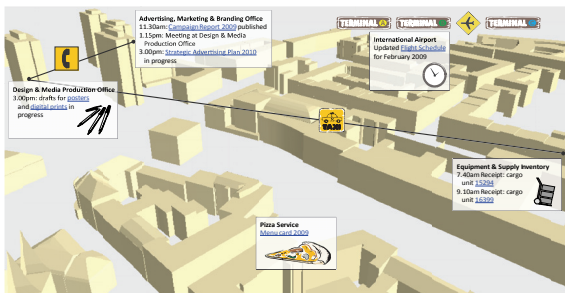 Advertising, Marketing & Branding Office
11.30am: Campaign Report 2009 published
1.15pm: Meeting at Design & Media
Production Office
3.00pm: Strategic Advertising Plan 2010
in progress
TERMINAL A
TERMINAL
TERMINAL
International Airport
Updated Flight Schedule
for February 2009
Design & Media Production Office
3.00pm: drafts for posters
and digital prints in
progress
TAXI
Equipment & Supply Inventory
7.40am Receipt: cargo
unit 15294
9.10am Receipt: cargo
unit 16399
Pizza Service
Menu card 2009